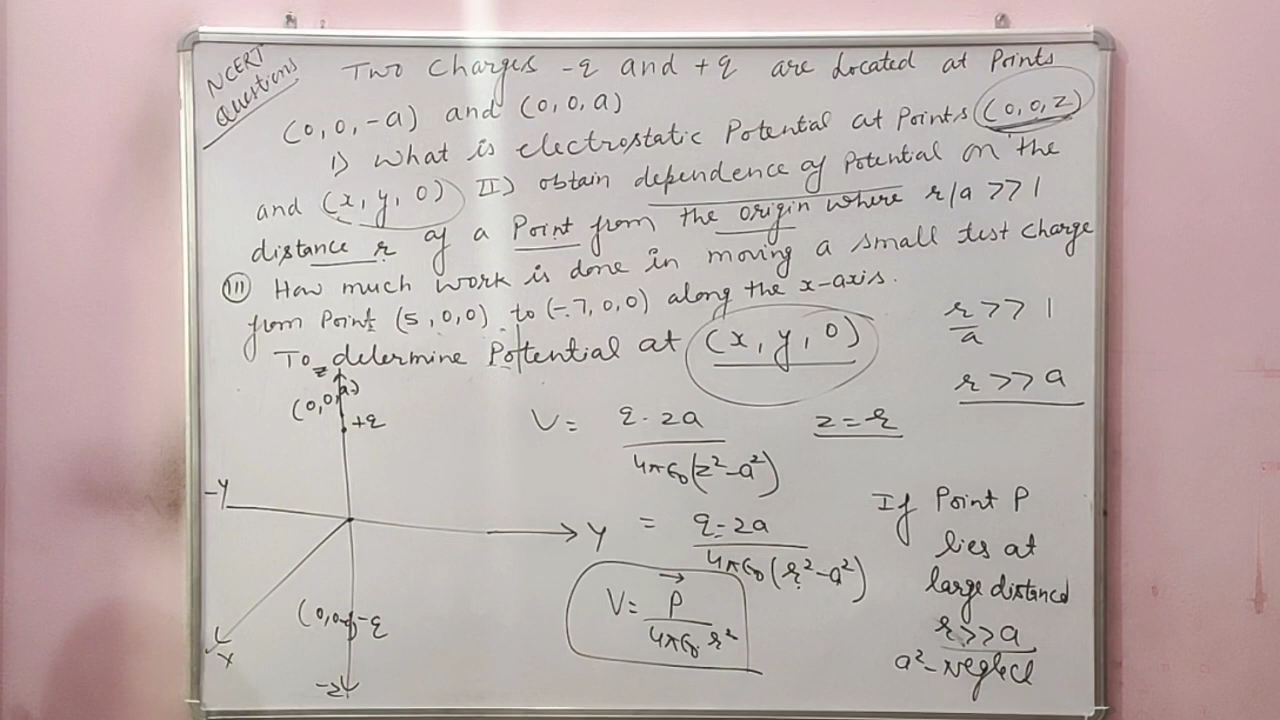 NCERT
Questions
Two charges -q and +q are located at Points
(0,0,-a) and (0,0,a)
1) What is electrostatic Potential at Points (0,0,z)
and (x, y, 0) II) obtain dependence of Potential on the
distance r of a Point from the origin where r/a >> 1
(III) How much work is done in moving a small test charge
from Point (5,0,0) to (-7,0,0) along the x-axis.
To determine Potential at (x, y, 0)
r/a >> 1
r >> a
z
(0,0,a)
+q
-y
y
x
(0,0,
-q
-z
V = q·2a / 4πϵ0(z²-a²)
z = r
= q·2a / 4πϵ0(r²-a²)
V = p⃗ / 4πϵ0 r²
If Point P
lies at
large distance
r >> a
a² - neglect